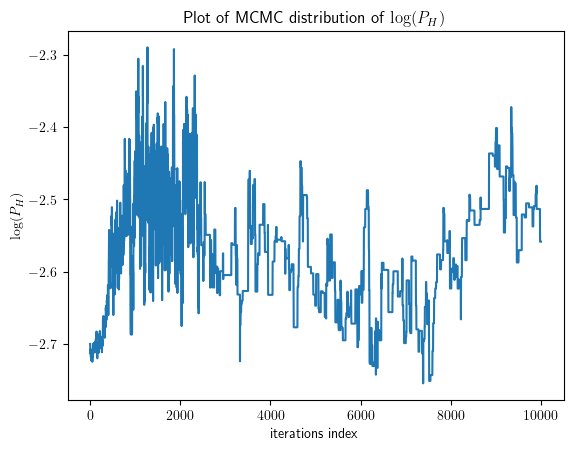 Plot of MCMC distribution of log(P_H)
log(P_H)
−2.3
−2.4
−2.5
−2.6
−2.7
0 2000 4000 6000 8000 10000
iterations index